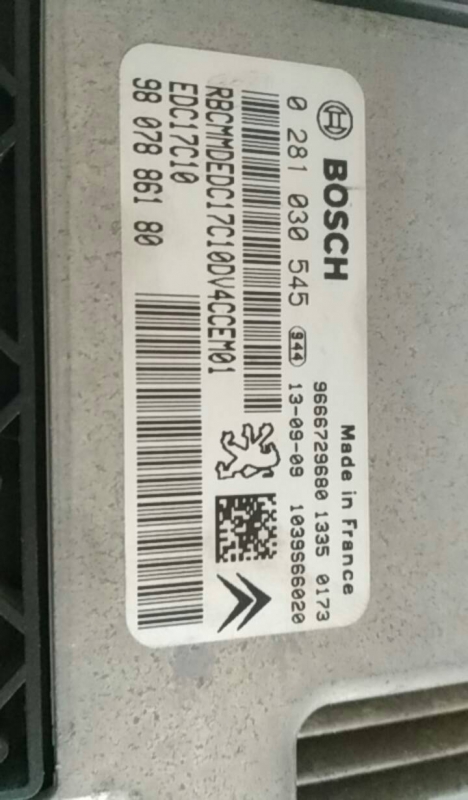 BOSCH
Made in France
9666729680 1335 0173
0 281 030 545 944 13-09-09 1039S66020
RBCMMDEDC17C10DV4CCEM01
EDC17C10
98 078 861 80